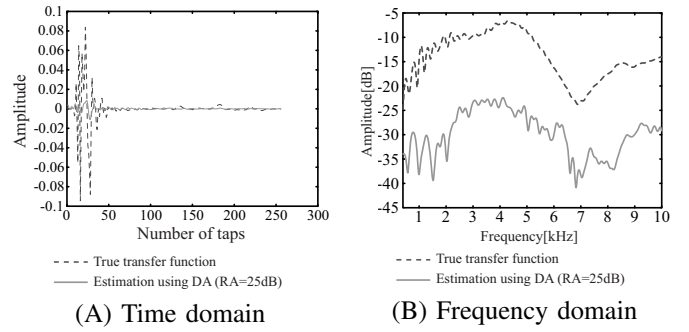 0.1
0.08
0.06
0.04
0.02
0
-0.02
-0.04
-0.06
-0.08
-0.1
Amplitude
0 50 100 150 200 250 300
Number of taps
True transfer function
Estimation using DA (RA=25dB)
(A) Time domain
-5
-10
-15
-20
-25
-30
-35
-40
-45
Amplitude[dB]
1 2 3 4 5 6 7 8 9 10
Frequency[kHz]
True transfer function
Estimation using DA (RA=25dB)
(B) Frequency domain